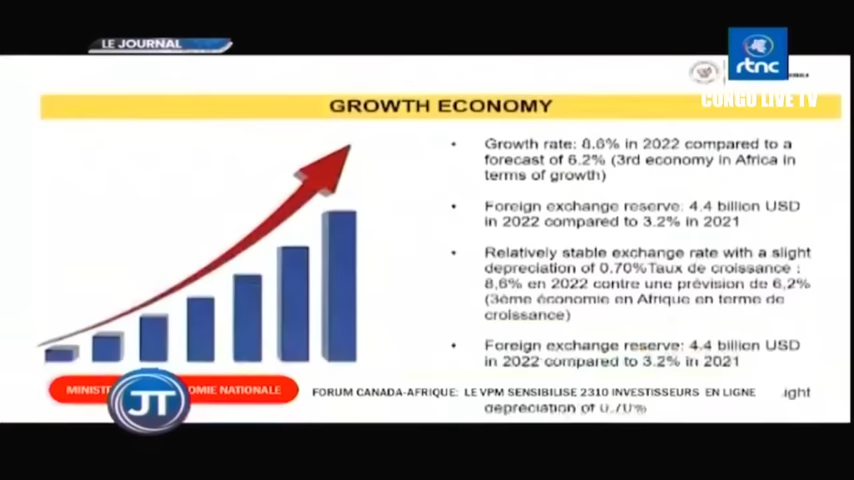 LE JOURNAL
rtnc
CONGO LIVE TV
GROWTH ECONOMY
• Growth rate: 8.6% in 2022 compared to a
forecast of 6.2% (3rd economy in Africa in
terms of growth)
• Foreign exchange reserve: 4.4 billion USD
in 2022 compared to 3.2% in 2021
• Relatively stable exchange rate with a slight
depreciation of 0.70%Taux de croissance :
8,6% en 2022 contre une prévision de 6,2%
(3ème économie en Afrique en terme de
croissance)
• Foreign exchange reserve: 4.4 billion USD
in 2022 compared to 3.2% in 2021
JT
FORUM CANADA-AFRIQUE: LE VPM SENSIBILISE 2310 INVESTISSEURS EN LIGNE
depreciation of 0.70%